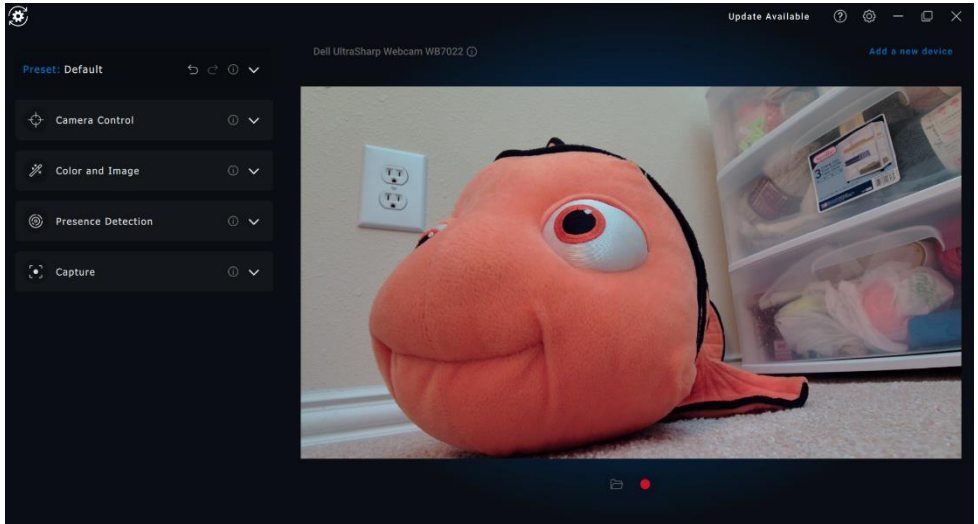 Update Available
Preset: Default
Dell UltraSharp Webcam WB7022
Add a new device
Camera Control
Color and Image
Presence Detection
Capture
3